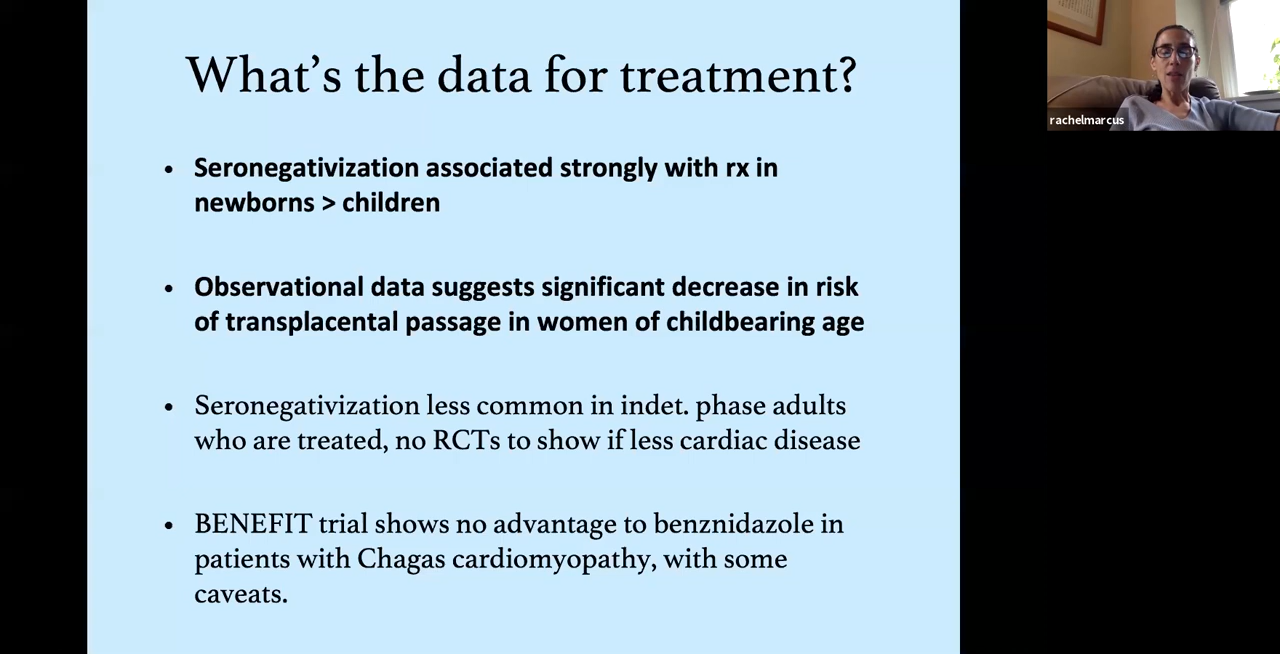 What’s the data for treatment?
• Seronegativization associated strongly with rx in
newborns > children
• Observational data suggests significant decrease in risk
of transplacental passage in women of childbearing age
• Seronegativization less common in indet. phase adults
who are treated, no RCTs to show if less cardiac disease
• BENEFIT trial shows no advantage to benznidazole in
patients with Chagas cardiomyopathy, with some
caveats.
rachelmarcus